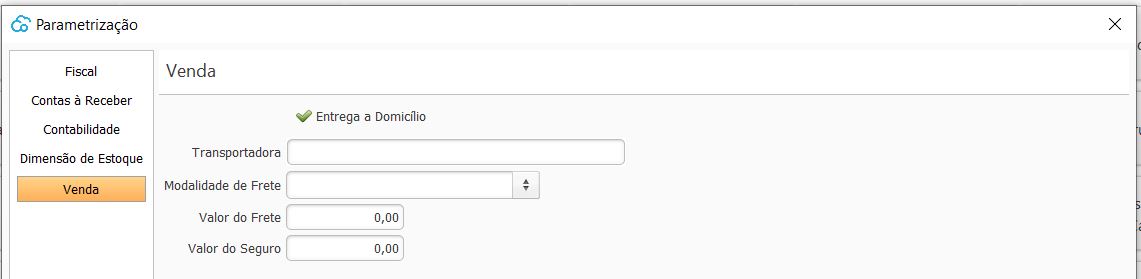 Parametrização
Fiscal
Contas à Receber
Contabilidade
Dimensão de Estoque
Venda
Venda
Entrega a Domicílio
Transportadora
Modalidade de Frete
Valor do Frete 0,00
Valor do Seguro 0,00